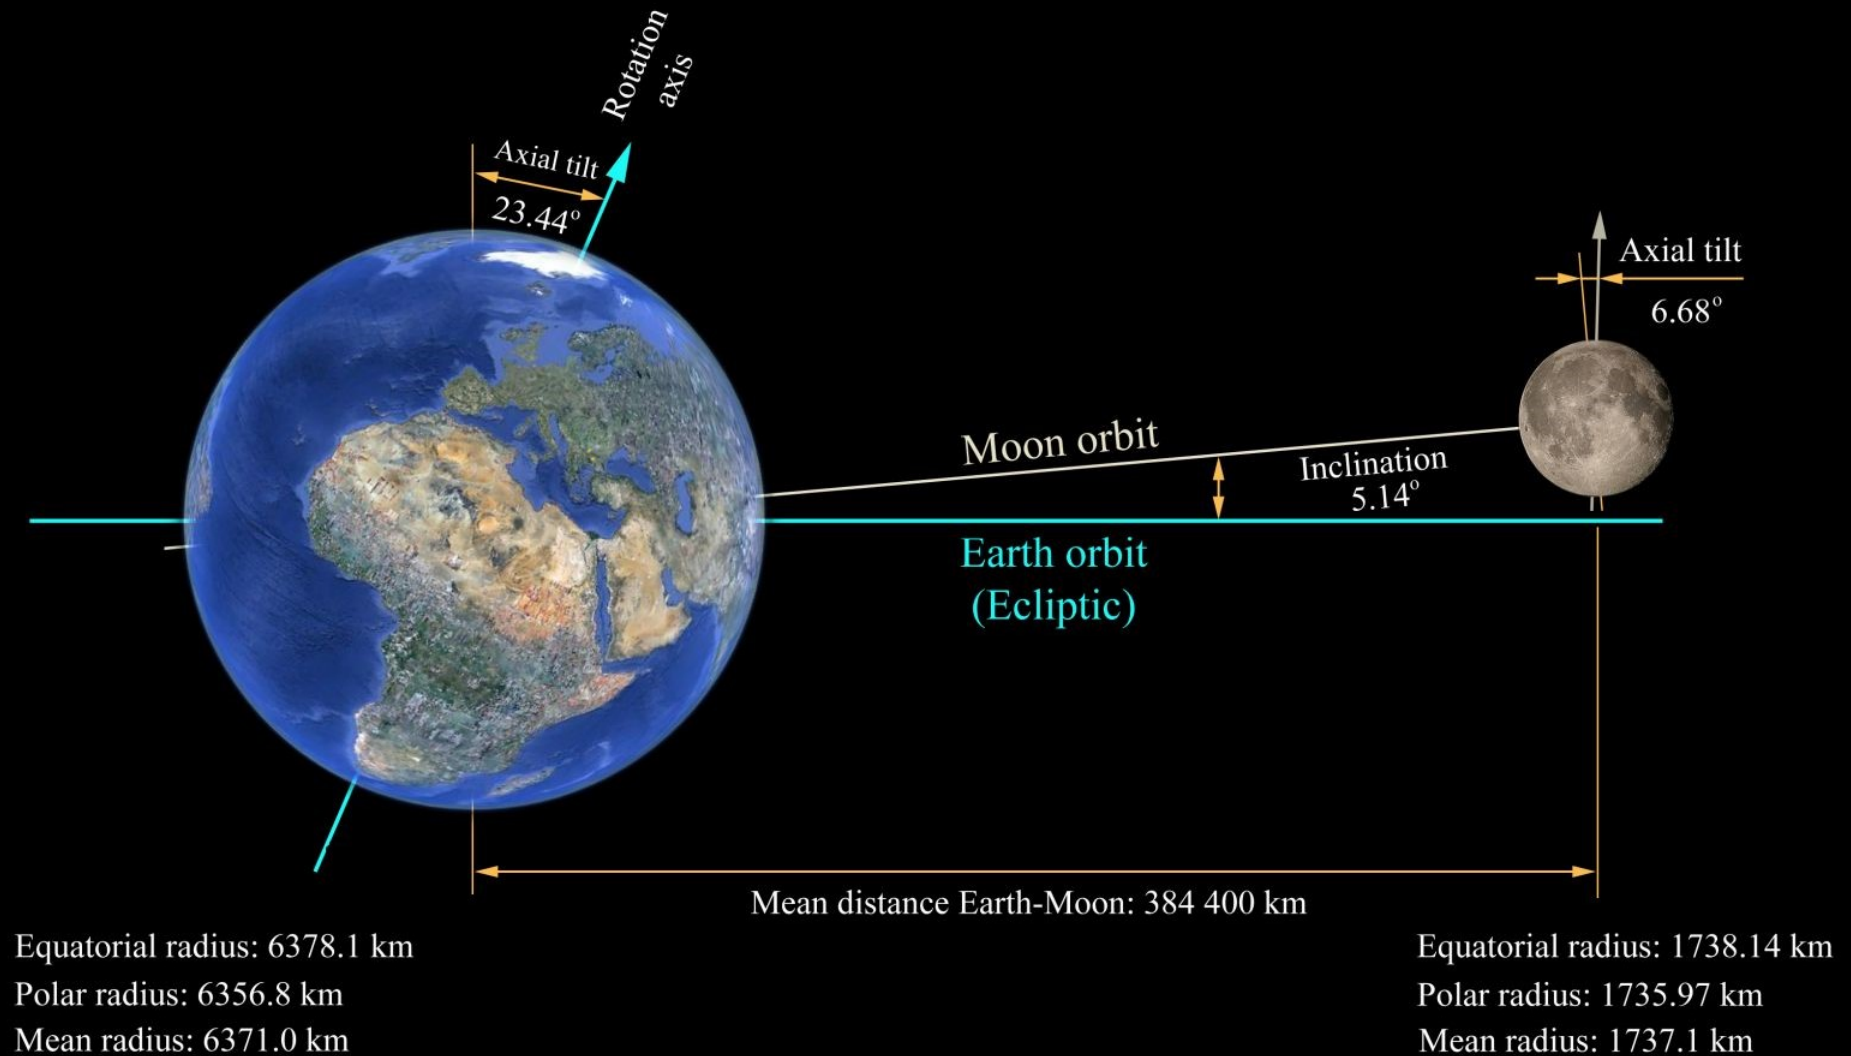 Rotation
axis
Axial tilt
23.44°
Axial tilt
6.68°
Moon orbit
Inclination
5.14°
Earth orbit
(Ecliptic)
Mean distance Earth-Moon: 384 400 km
Equatorial radius: 6378.1 km
Polar radius: 6356.8 km
Mean radius: 6371.0 km
Equatorial radius: 1738.14 km
Polar radius: 1735.97 km
Mean radius: 1737.1 km